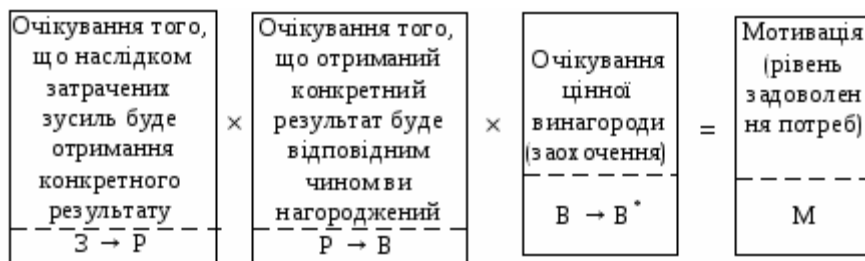 Очікування того,
що наслідком
затрачених
зусиль буде
отримання
конкретного
результату
З → Р
×
Очікування того,
що отриманий
конкретний
результат буде
відповідним
чином ви
нагороджений
Р → В
×
Очікування
цінної
винагороди
(заохочення)
В → В*
=
Мотивація
(рівень
задоволен
ня потреб)
М